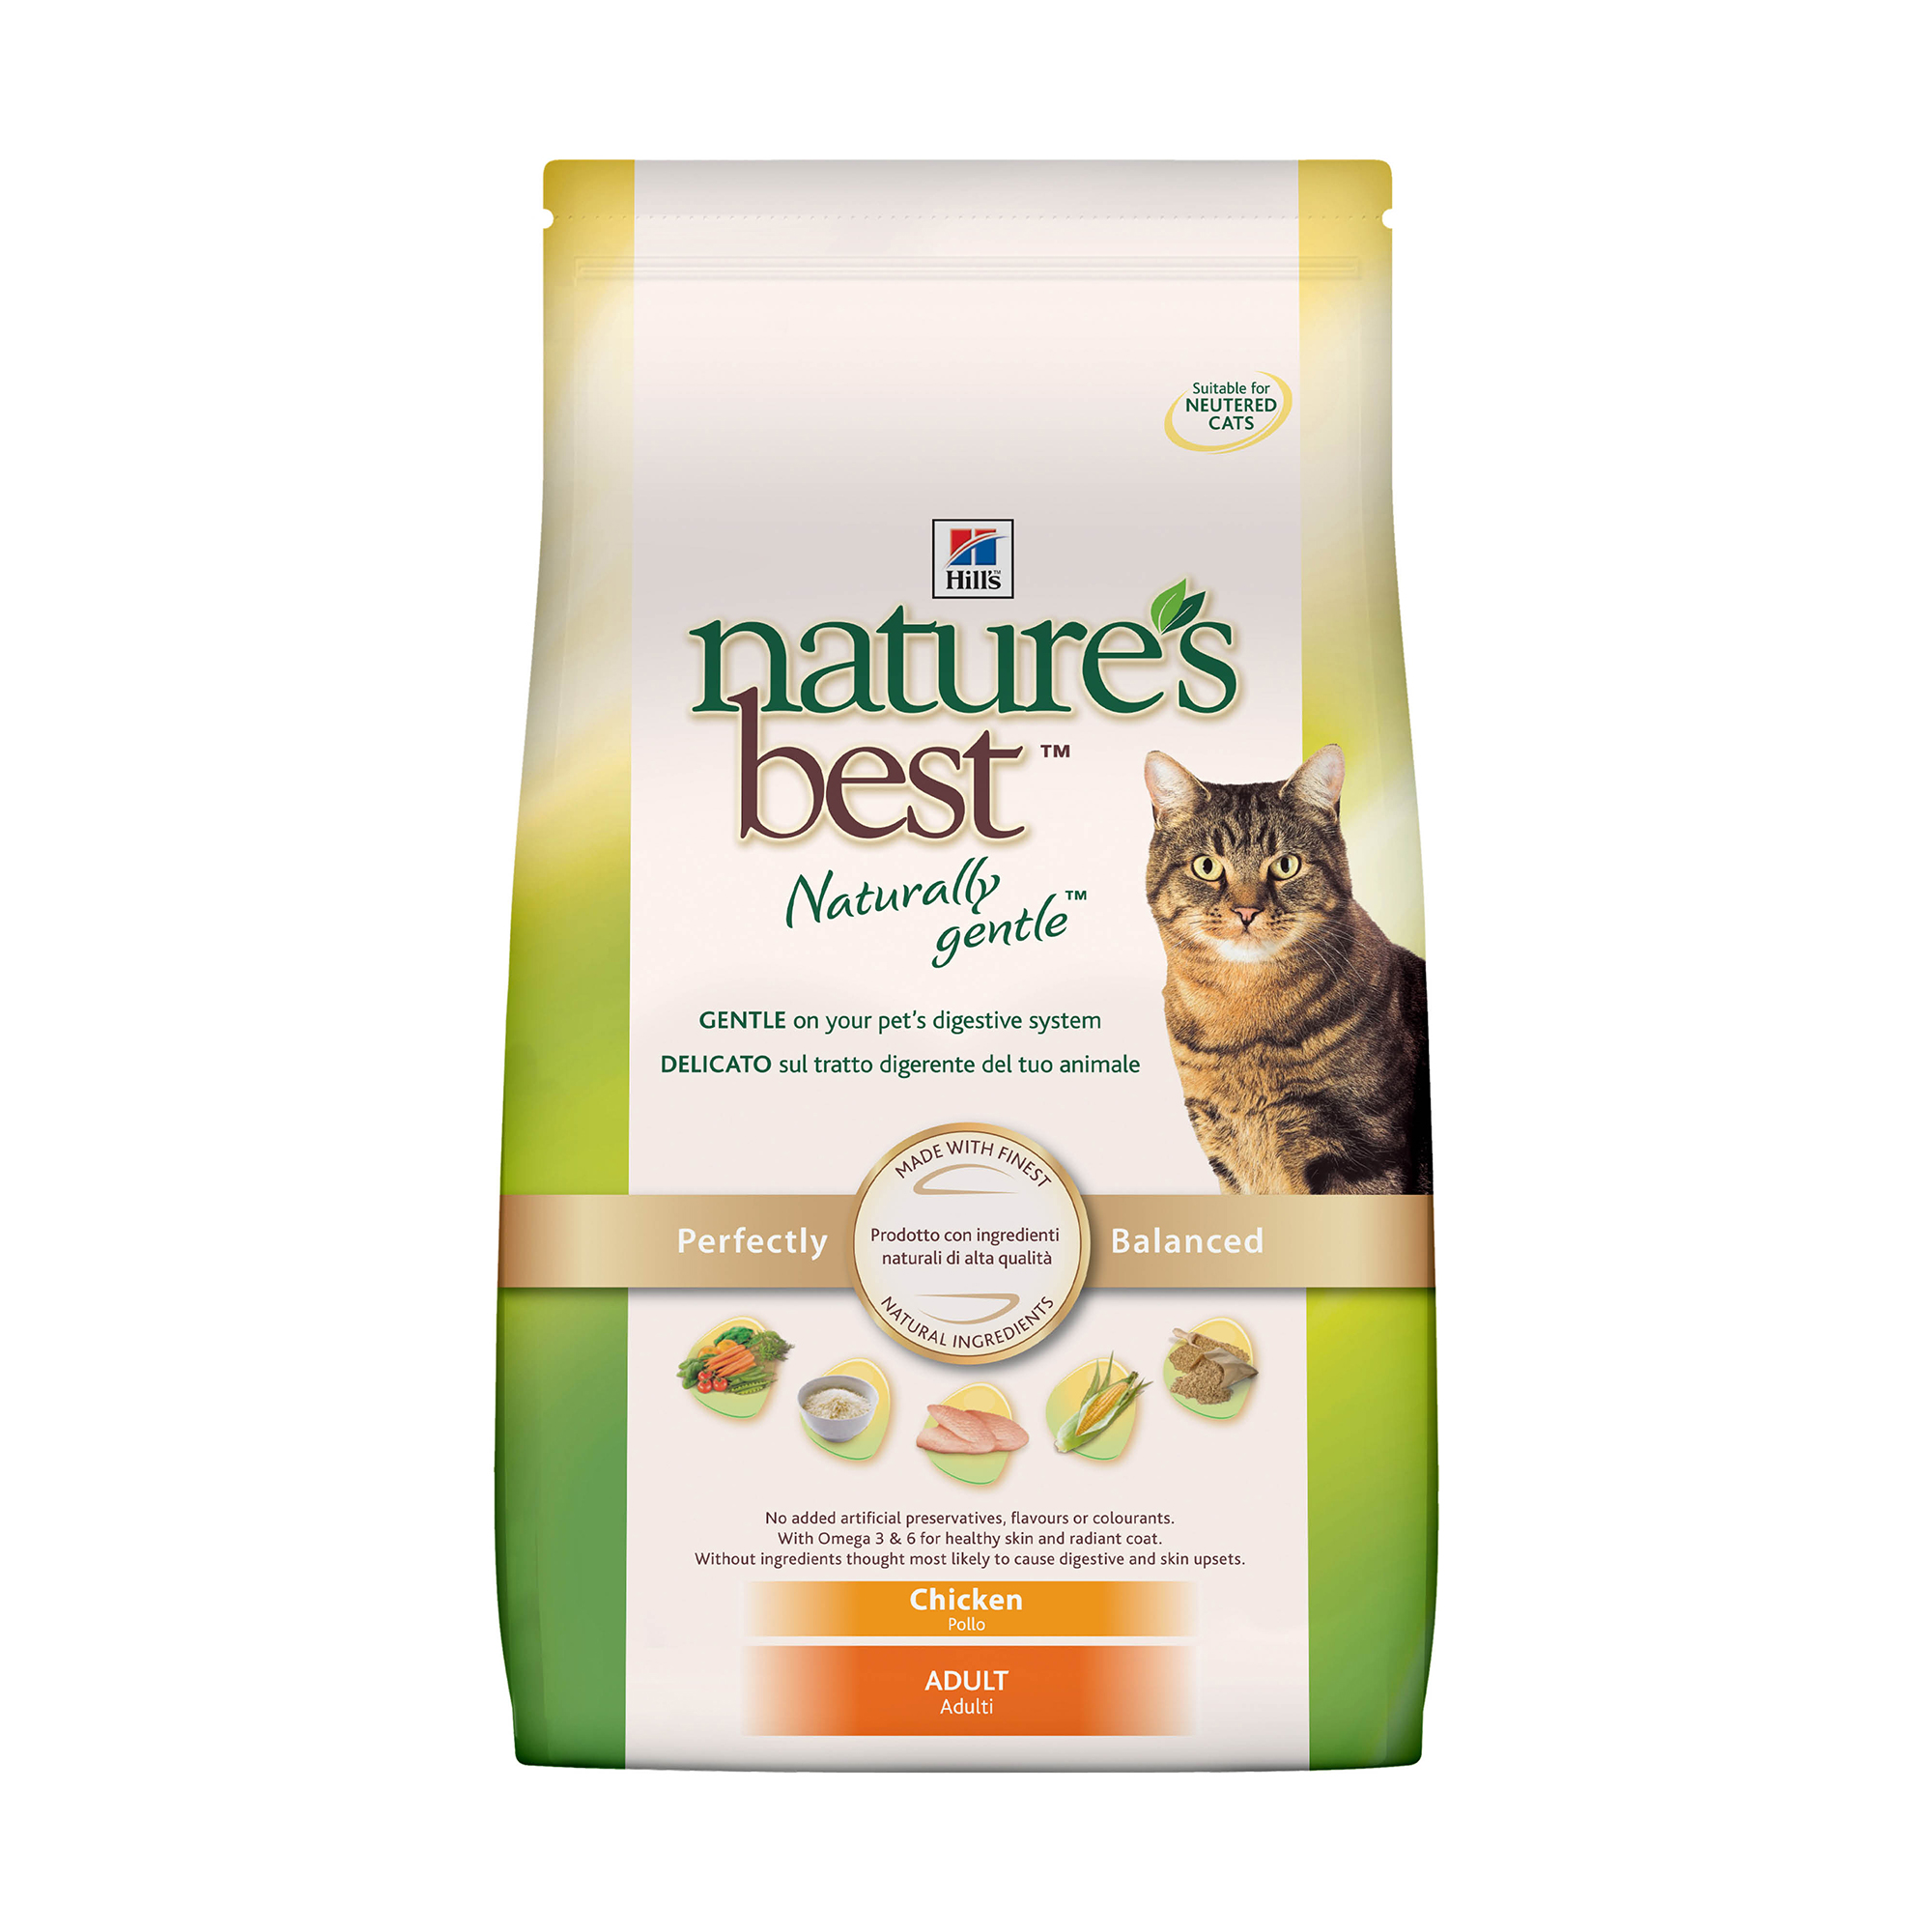 Suitable for
NEUTERED
CATS
Hill's™
nature's
best™
Naturally
gentle™
GENTLE on your pet's digestive system
DELICATO sul tratto digerente del tuo animale
MADE WITH FINEST
Perfectly
Prodotto con ingredienti
naturali di alta qualità
Balanced
NATURAL INGREDIENTS
No added artificial preservatives, flavours or colourants.
With Omega 3 & 6 for healthy skin and radiant coat.
Without ingredients thought most likely to cause digestive and skin upsets.
Chicken
Pollo
ADULT
Adulti